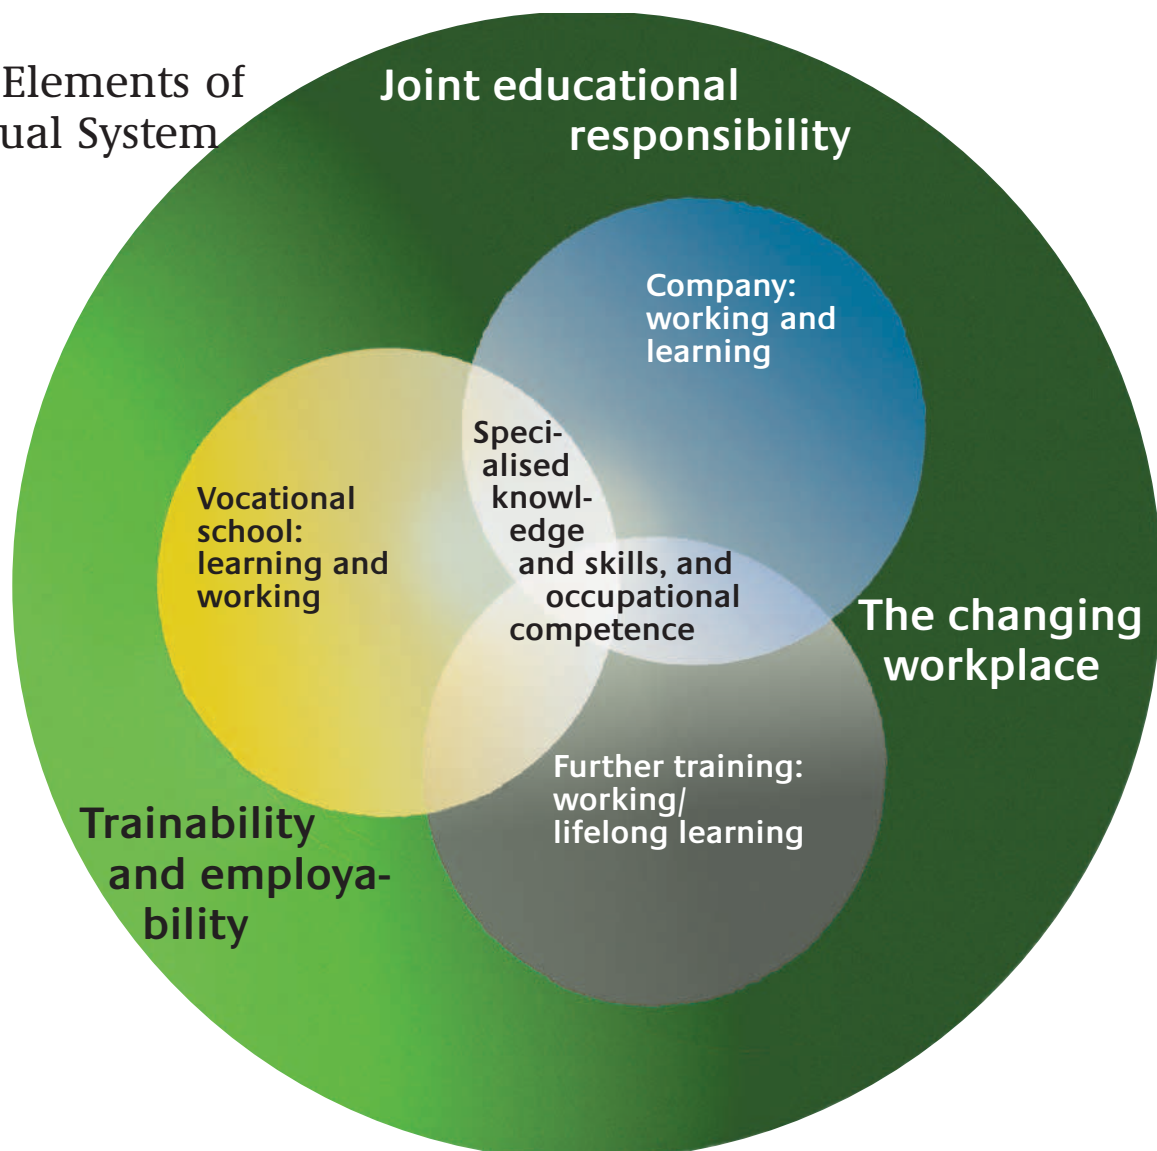 Elements of
ual System
Joint educational
responsibility
Company:
working and
learning
Speci-
alised
knowl-
edge
and skills, and
occupational
competence
Vocational
school:
learning and
working
The changing
workplace
Further training:
working/
lifelong learning
Trainability
and employa-
bility